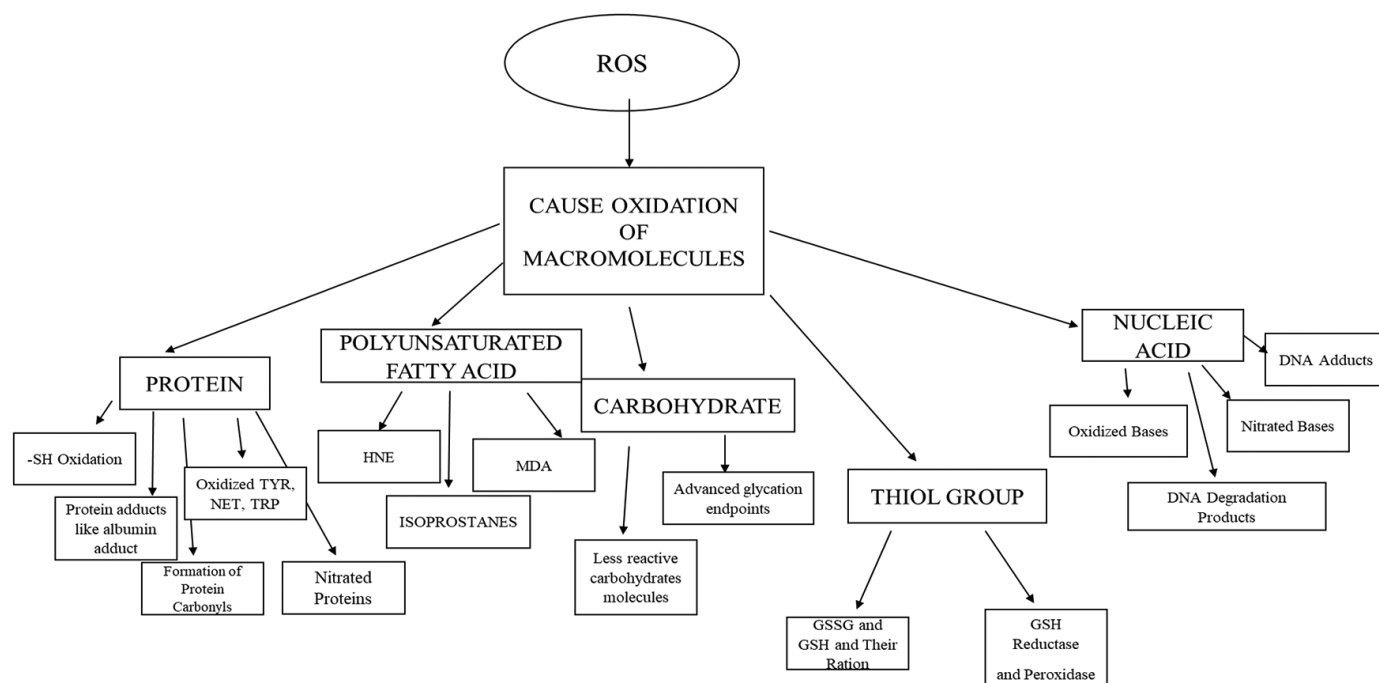 ROS
CAUSE OXIDATION
OF
MACROMOLECULES
PROTEIN
-SH Oxidation
Protein adducts
like albumin
adduct
Formation of
Protein
Carbonyls
Oxidized TYR,
NET, TRP
Nitrated
Proteins
POLYUNSATURATED
FATTY ACID
HNE
ISOPROSTANES
MDA
CARBOHYDRATE
Less reactive
carbohydrates
molecules
Advanced glycation
endpoints
THIOL GROUP
GSSG and
GSH and Their
Ration
GSH
Reductase
and Peroxidase
NUCLEIC
ACID
Oxidized Bases
DNA Degradation
Products
Nitrated Bases
DNA Adducts